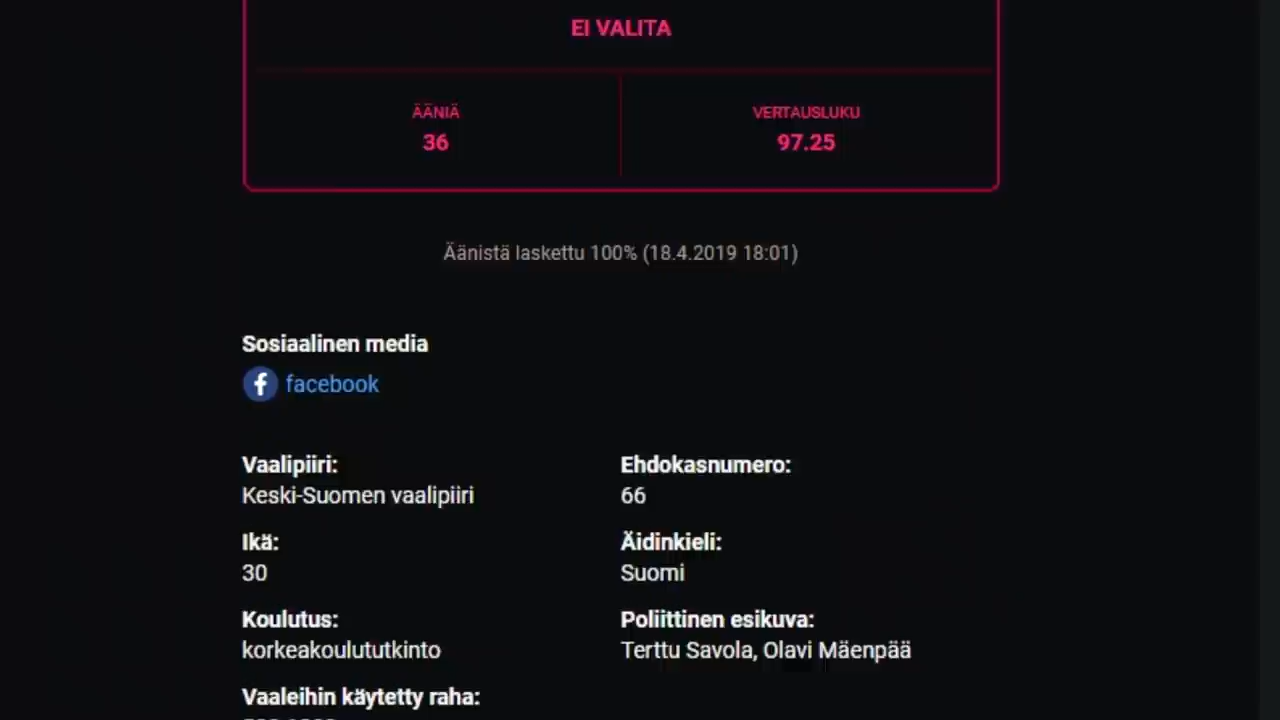 EI VALITA
ÄÄNIÄ
36
VERTAUSLUKU
97.25
Äänistä laskettu 100% (18.4.2019 18:01)
Sosiaalinen media
facebook
Vaalipiiri:
Keski-Suomen vaalipiiri
Ehdokasnumero:
66
Ikä:
30
Äidinkieli:
Suomi
Koulutus:
korkeakoulututkinto
Poliittinen esikuva:
Terttu Savola, Olavi Mäenpää
Vaaleihin käytetty raha: